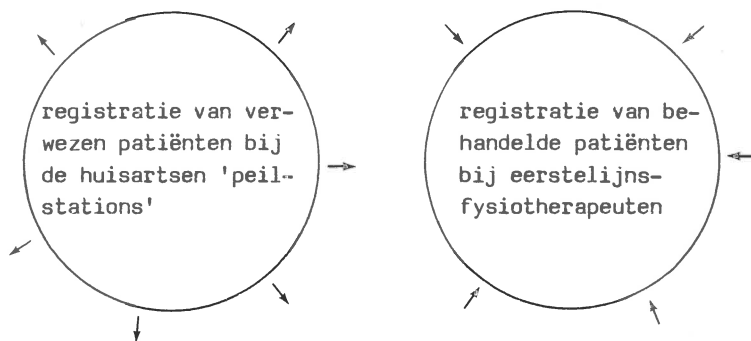 registratie van ver-
wezen patiënten bij
de huisartsen 'peil-
stations'
registratie van be-
handelde patiënten
bij eerstelijns-
fysiotherapeuten